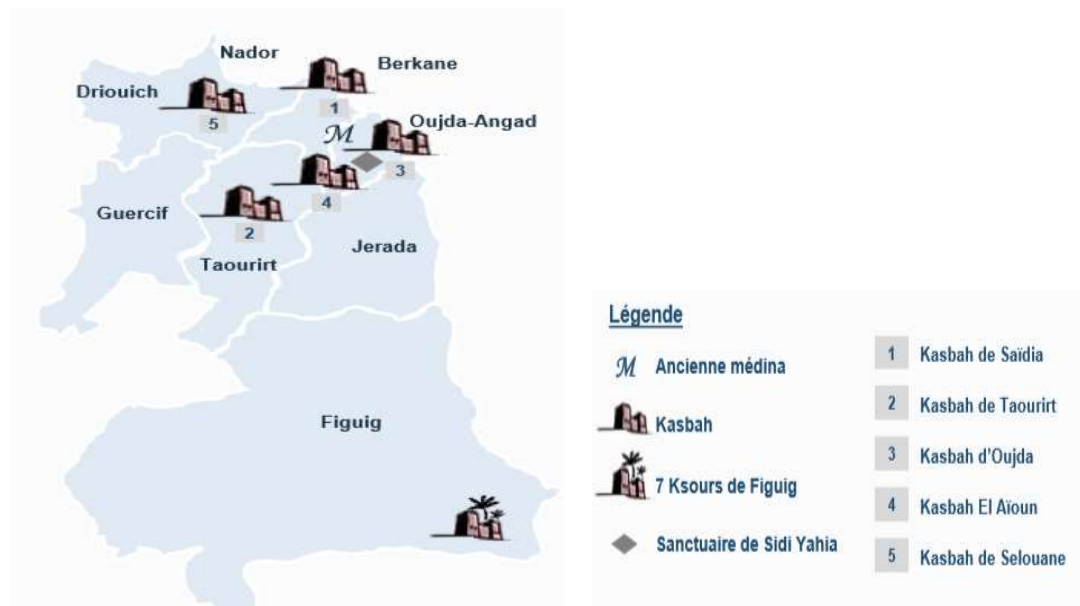 Nador
Berkane
Driouich
1
5
M
Oujda-Angad
3
4
Guercif
2
Jerada
Taourirt
Figuig
Légende
M Ancienne médina
Kasbah
7 Ksours de Figuig
Sanctuaire de Sidi Yahia
1 Kasbah de Saïdia
2 Kasbah de Taourirt
3 Kasbah d'Oujda
4 Kasbah El Aïoun
5 Kasbah de Selouane